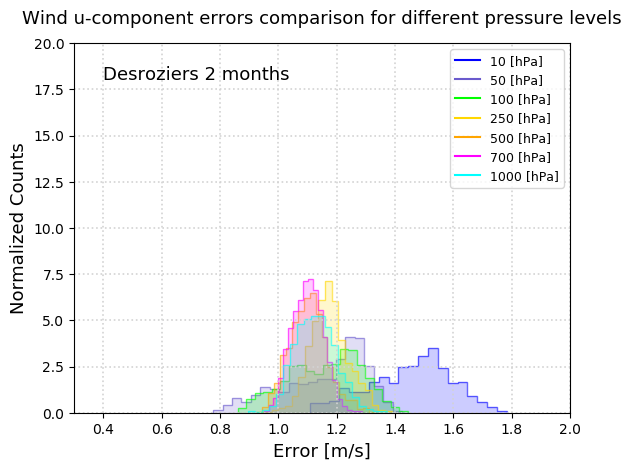 Wind u-component errors comparison for different pressure levels
Desroziers 2 months
10 [hPa]
50 [hPa]
100 [hPa]
250 [hPa]
500 [hPa]
700 [hPa]
1000 [hPa]
Normalized Counts
20.0
17.5
15.0
12.5
10.0
7.5
5.0
2.5
0.0
0.4 0.6 0.8 1.0 1.2 1.4 1.6 1.8 2.0
Error [m/s]